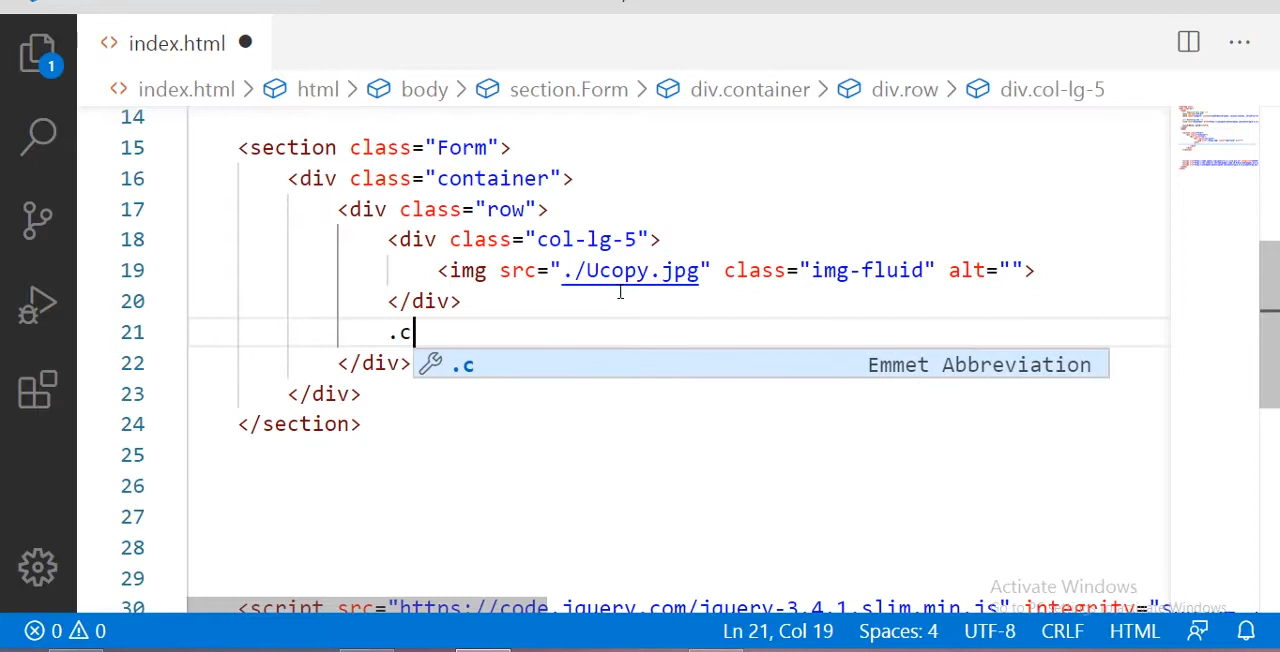 index.html
1
index.html > html > body > section.Form > div.container > div.row > div.col-lg-5
14
15 <section class="Form">
16 <div class="container">
17 <div class="row">
18 <div class="col-lg-5">
19 <img src="./Ucopy.jpg" class="img-fluid" alt="">
20 </div>
21 .c
.c Emmet Abbreviation
22 </div>
23 </div>
24 </section>
25
26
27
28
29
Activate Windows
30 <script src="https://code.jquery.com/jquery-3.4.1.slim.min.js" integrity="s
0 0 Ln 21, Col 19 Spaces: 4 UTF-8 CRLF HTML